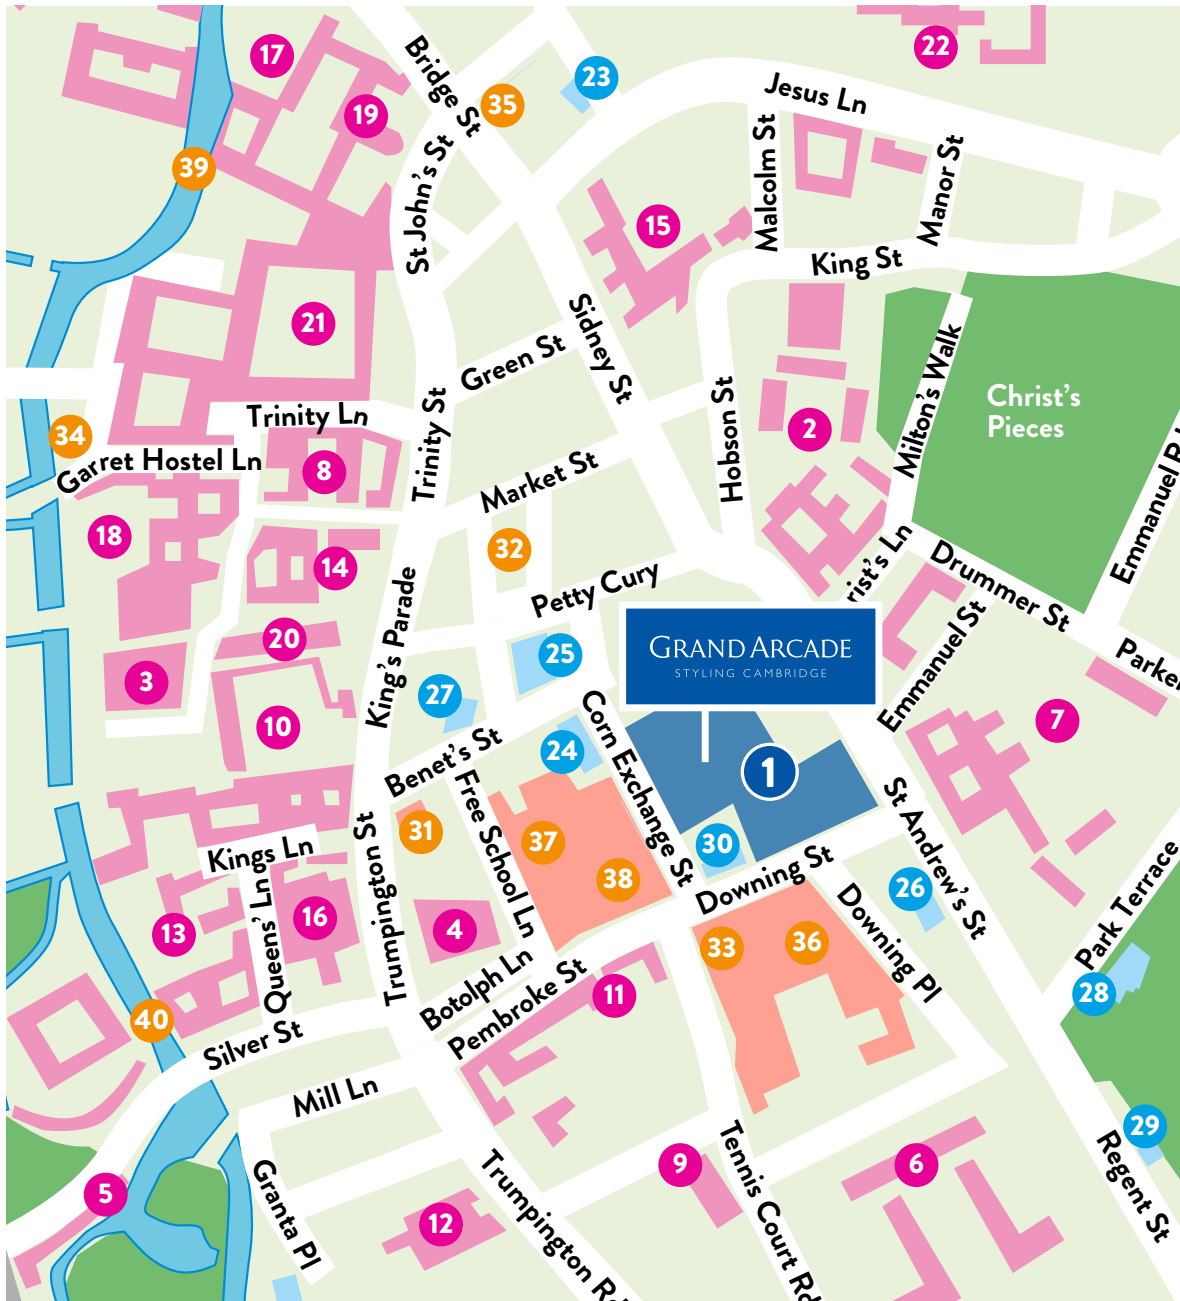 17
22
Bridge St
23
Jesus Ln
35
19
Malcolm St
Manor St
39
St John's St
15
King St
21
Sidney St
Green St
Milton's Walk
Christ's
Pieces
Trinity Ln
Trinity St
Hobson St
2
34
Garret Hostel Ln
8
Market St
Emmanuel
18
32
14
Drummer St
Petty Cury
King's Parade
20
Emmanuel St
GRAND ARCADE
STYLING CAMBRIDGE
25
Parker
3
27
10
7
Corn Exchange St
Benet's St
24
1
Free School Ln
St Andrew's St
31
37
30
Trumpington St
Kings Ln
Downing St
38
26
Queens' Ln
16
4
13
33
36
Downing Pl
Park Terrace
Botolph Ln
Pembroke St
11
28
40
Silver St
Mill Ln
29
Tennis Court Rd
Regent St
9
6
5
Granta Pl
12
Trumpington Rd